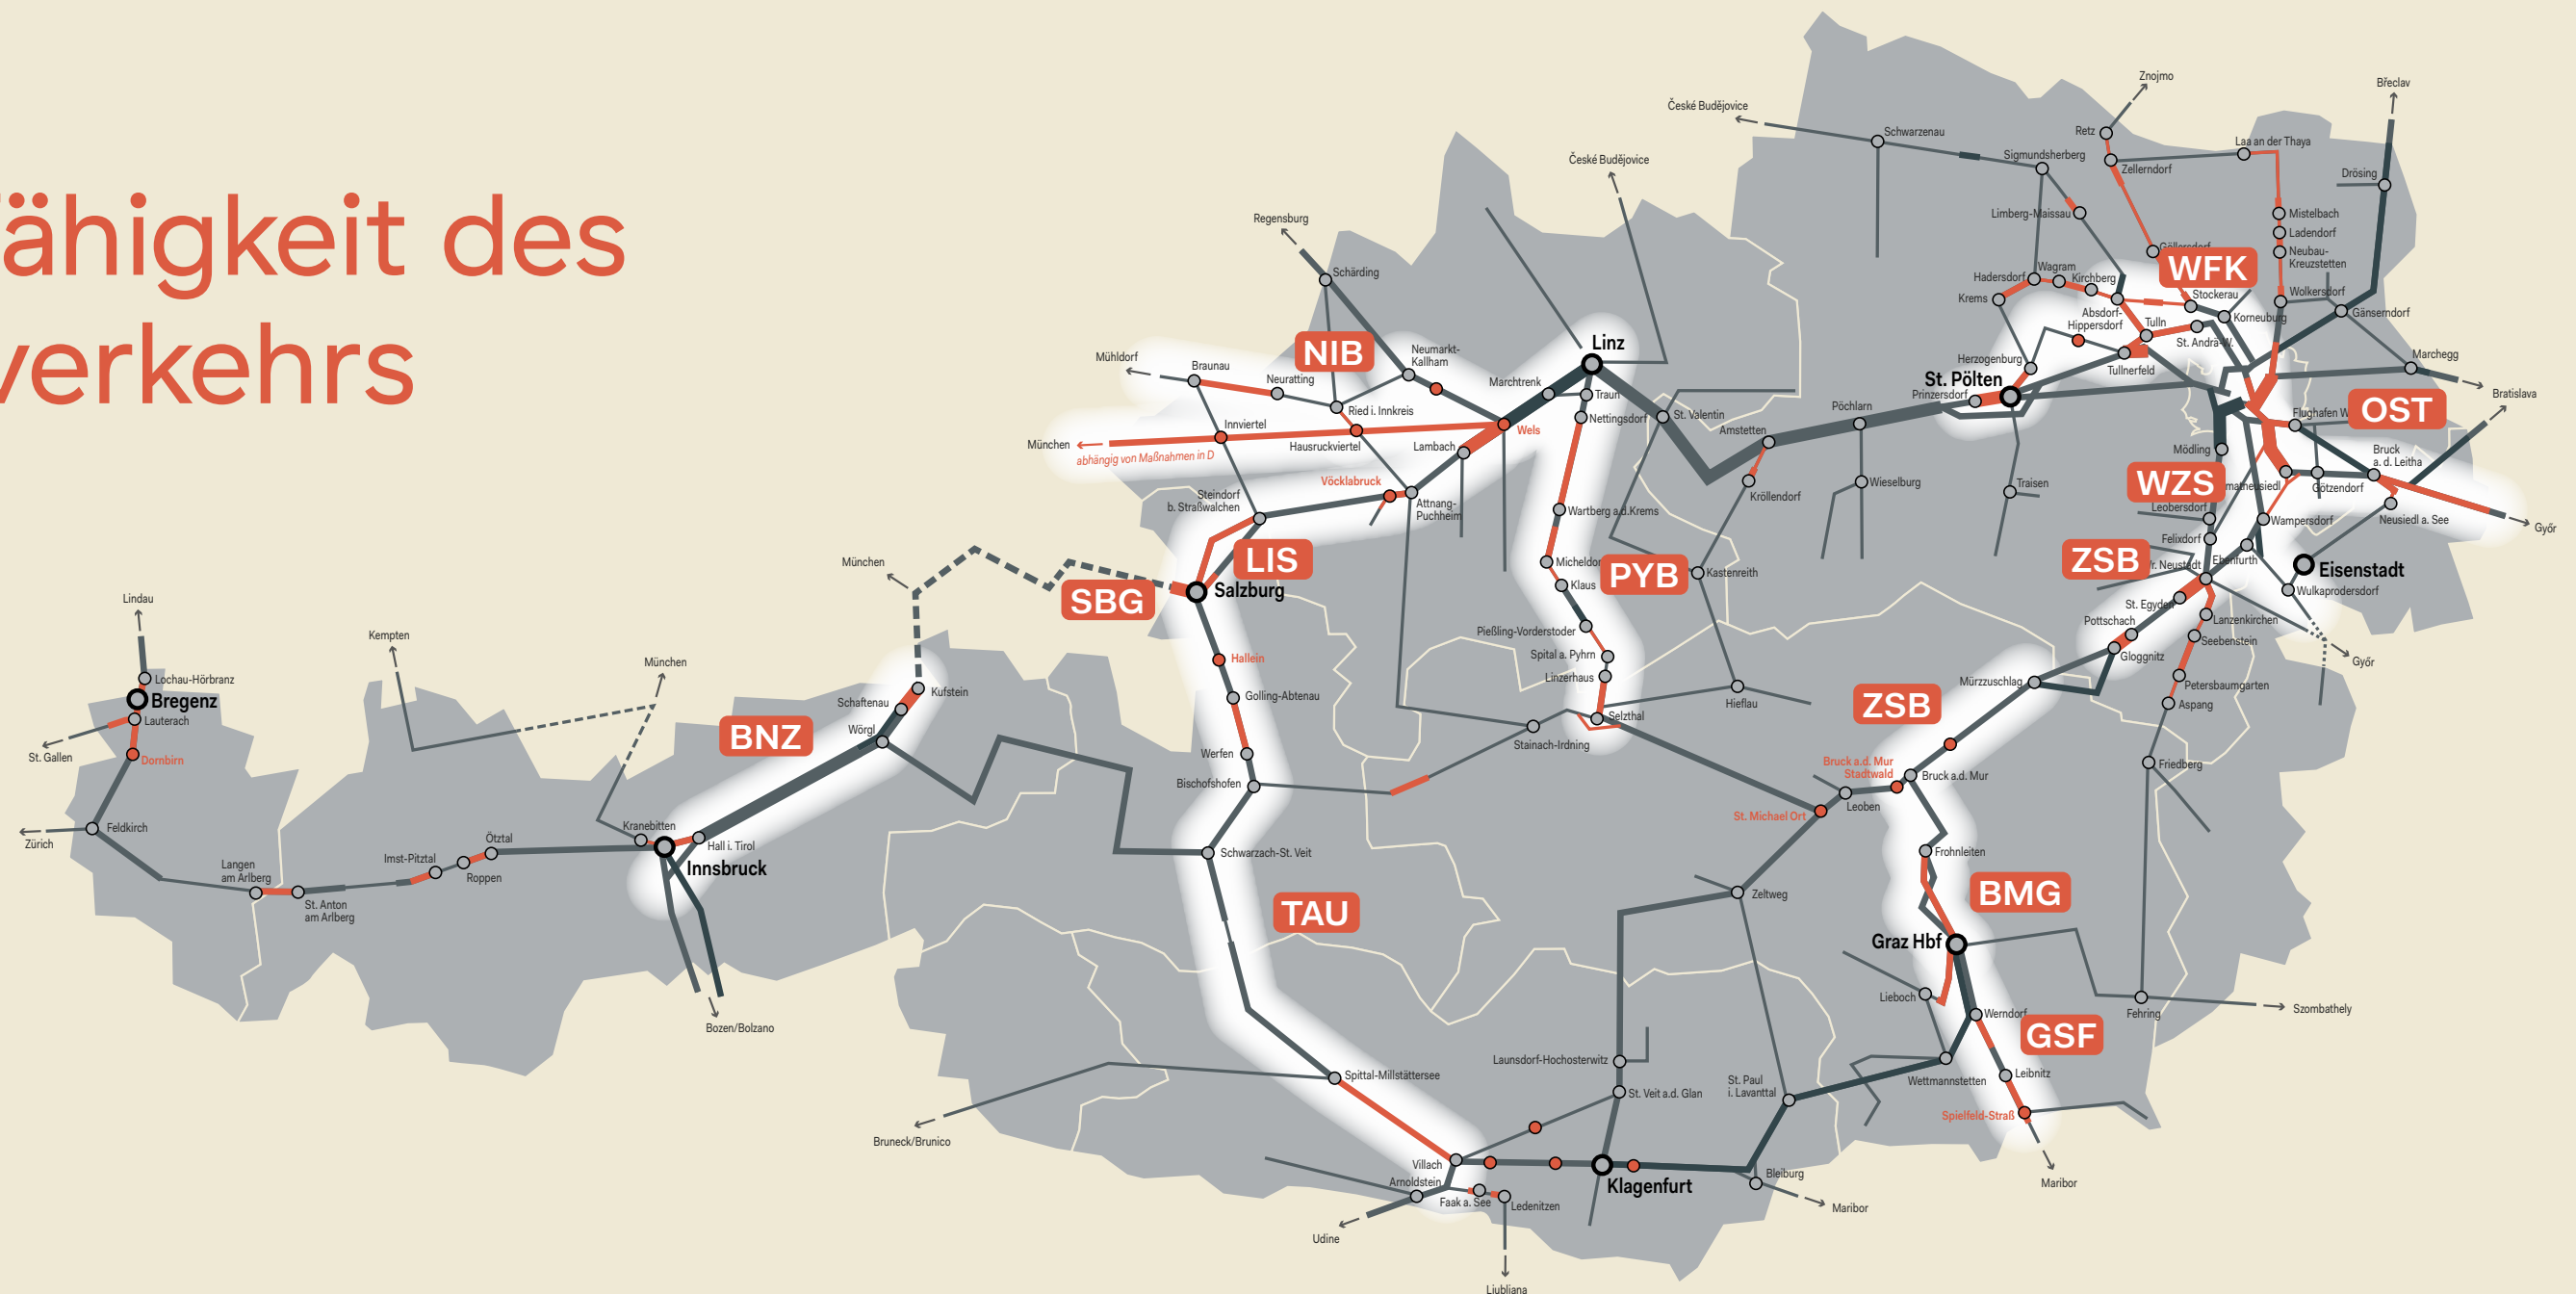 ähigkeit des
verkehrs
Lindau
Lochau-Hörbranz
Bregenz
Lauterach
St. Gallen
Dornbirn
Feldkirch
Zürich
Langen
am Arlberg
St. Anton
am Arlberg
Imst-Pitztal
Roppen
Ötztal
Kempten
München
Kranebitten
Innsbruck
Hall i. Tirol
Bozen/Bolzano
BNZ
Wörgl
Schaftenau
Kufstein
München
SBG
LIS
Salzburg
Hallein
Golling-Abtenau
Werfen
Bischofshofen
Schwarzach-St. Veit
TAU
Spittal-Millstättersee
Bruneck/Brunico
Villach
Arnoldstein
Faak a. See
Ledenitzen
Udine
Ljubljana
Klagenfurt
Launsdorf-Hochosterwitz
St. Veit a.d. Glan
St. Paul
i. Lavanttal
Bleiburg
Maribor
Regensburg
Schärding
NIB
Mühldorf
Braunau
Neuratting
Neumarkt-
Kallham
Ried i. Innkreis
Innviertel
Hausruckviertel
München
abhängig von Maßnahmen in D
Steindorf
b. Straßwalchen
Vöcklabruck
Attnang-
Puchheim
Lambach
Wels
Marchtrenk
Linz
Traun
Nettingsdorf
Wartberg a.d.Krems
Micheldor
Klaus
PYB
Pießling-Vorderstoder
Spital a. Pyhrn
Linzerhaus
Selzthal
Stainach-Irdning
České Budějovice
České Budějovice
St. Valentin
Amstetten
Kröllendorf
Kastenreith
Hieflau
Pöchlarn
Wieselburg
St. Pölten
Prinzersdorf
Herzogenburg
Traisen
Schwarzenau
Sigmundsherberg
Limberg-Maissau
Hadersdorf
Wagram
Kirchberg
Krems
Absdorf-
Hippersdorf
Tulln
St. Andrä-W.
Tullnerfeld
Znojmo
Retz
Zellerndorf
Göllersdorf
WFK
Stockerau
Korneuburg
Laa an der Thaya
Mistelbach
Ladendorf
Neubau-
Kreuzstetten
Wolkersdorf
Břeclav
Drösing
Gänserndorf
Marchegg
Bratislava
OST
Flughafen W
Mödling
Bruck
a. d. Leitha
Götzendorf
matneusiedl
WZS
Leobersdorf
Wampersdorf
Neusiedl a. See
Győr
Felixdorf
ZSB
Ebenfurth
r. Neustadt
Eisenstadt
Wulkaprodersdorf
Győr
St. Egyden
Pottschach
Gloggnitz
Lanzenkirchen
Seebenstein
Petersbaumgarten
Aspang
Friedberg
Mürzzuschlag
ZSB
Bruck a.d. Mur
Stadtwald
Bruck a.d. Mur
Leoben
St. Michael Ort
Zeltweg
Frohnleiten
BMG
Graz Hbf
Lieboch
Werndorf
GSF
Wettmannstetten
Leibnitz
Spielfeld-Straß
Maribor
Fehring
Szombathely